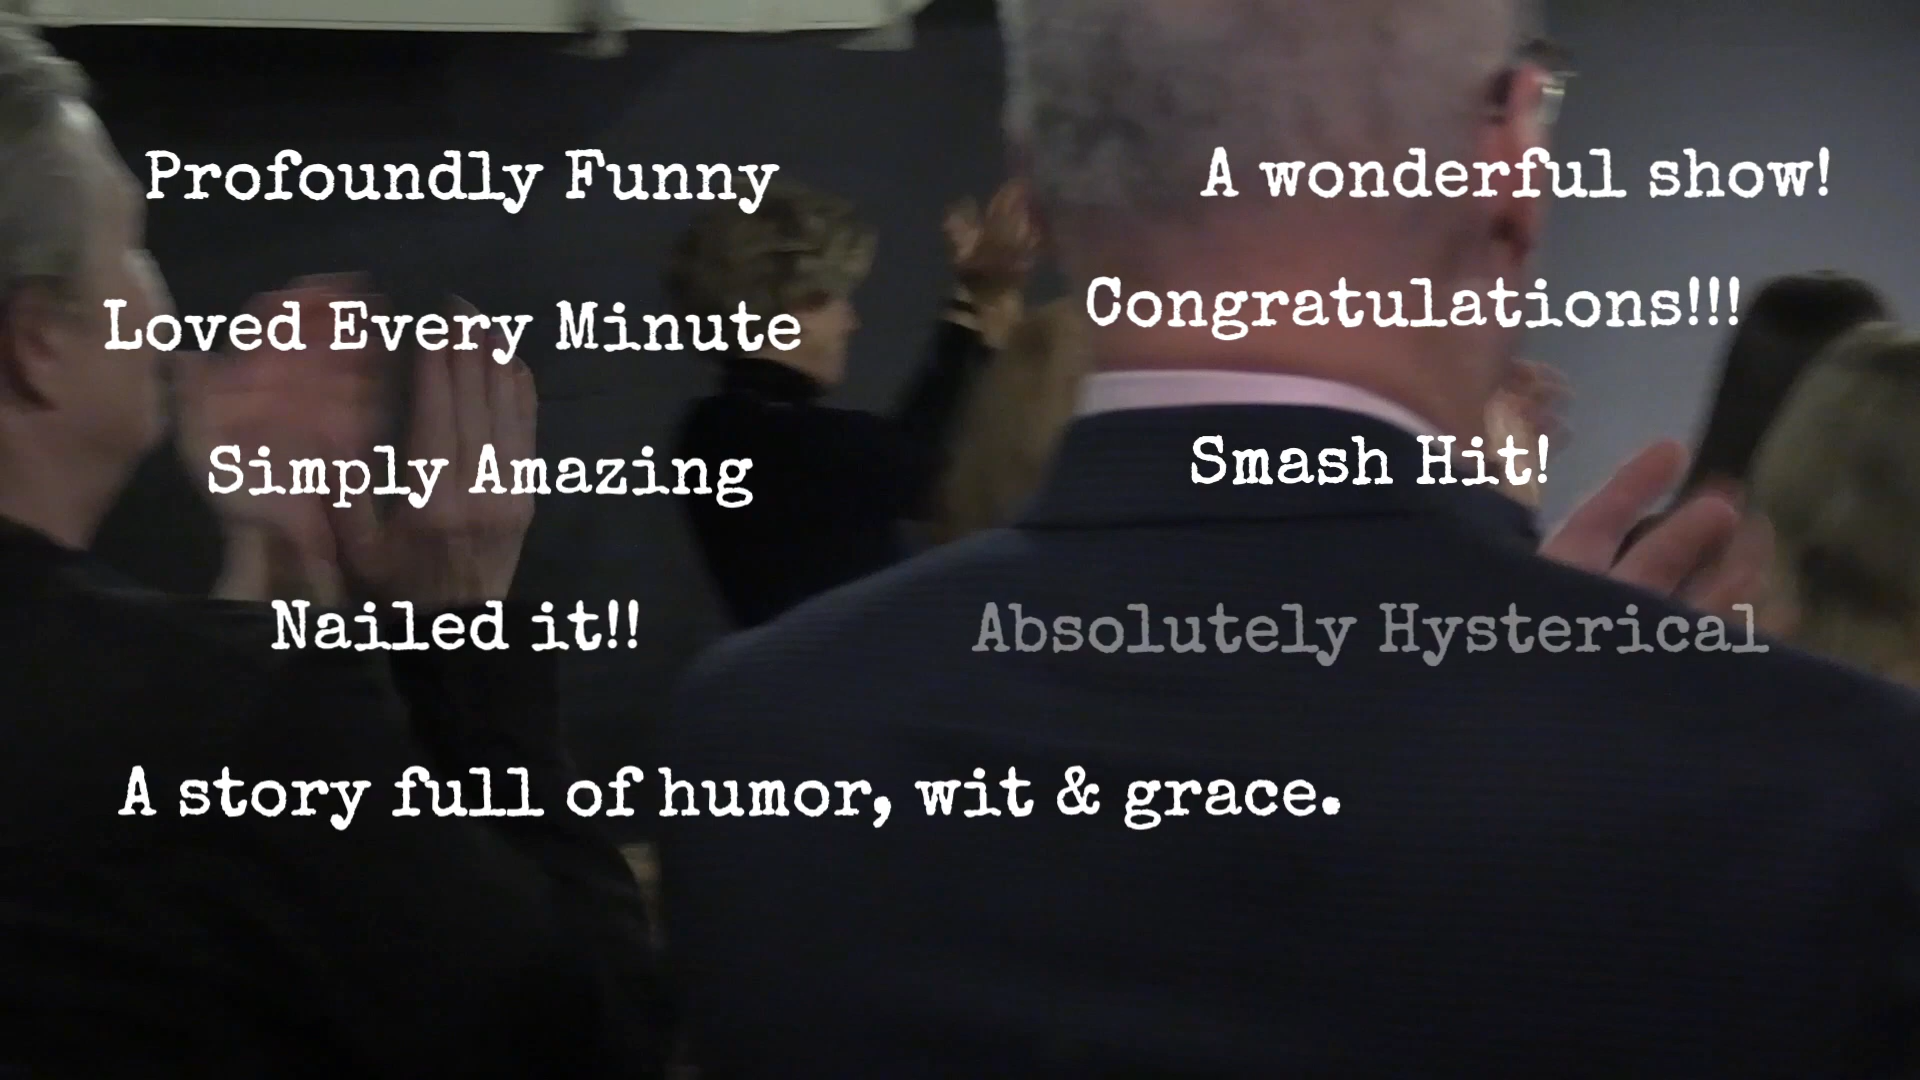 Profoundly Funny
Loved Every Minute
Simply Amazing
Nailed it!!
A wonderful show!
Congratulations!!!
Smash Hit!
Absolutely Hysterical
A story full of humor, wit & grace.